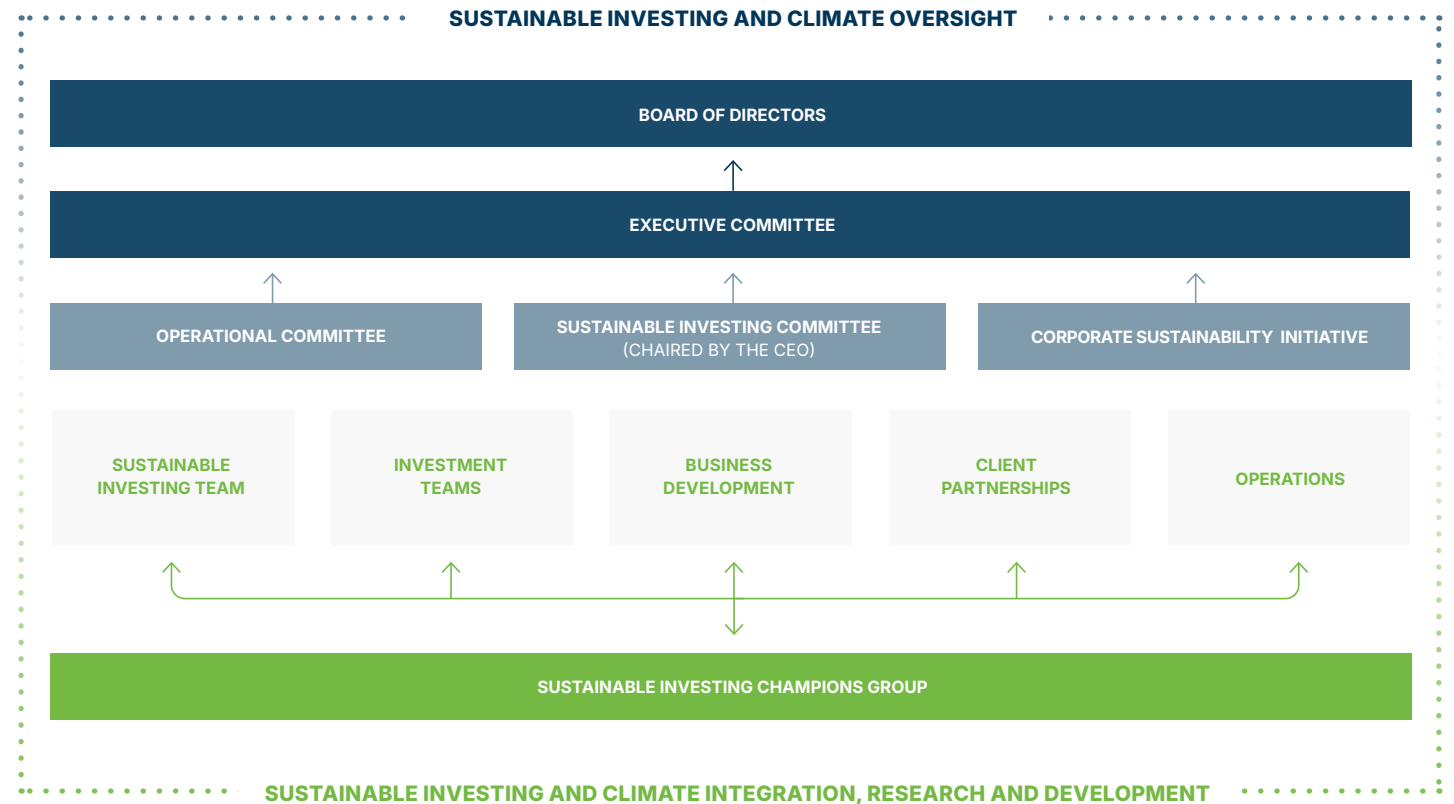 SUSTAINABLE INVESTING AND CLIMATE OVERSIGHT
BOARD OF DIRECTORS
EXECUTIVE COMMITTEE
OPERATIONAL COMMITTEE
SUSTAINABLE INVESTING COMMITTEE
(CHAIRED BY THE CEO)
CORPORATE SUSTAINABILITY INITIATIVE
SUSTAINABLE
INVESTING TEAM
INVESTMENT
TEAMS
BUSINESS
DEVELOPMENT
CLIENT
PARTNERSHIPS
OPERATIONS
SUSTAINABLE INVESTING CHAMPIONS GROUP
SUSTAINABLE INVESTING AND CLIMATE INTEGRATION, RESEARCH AND DEVELOPMENT